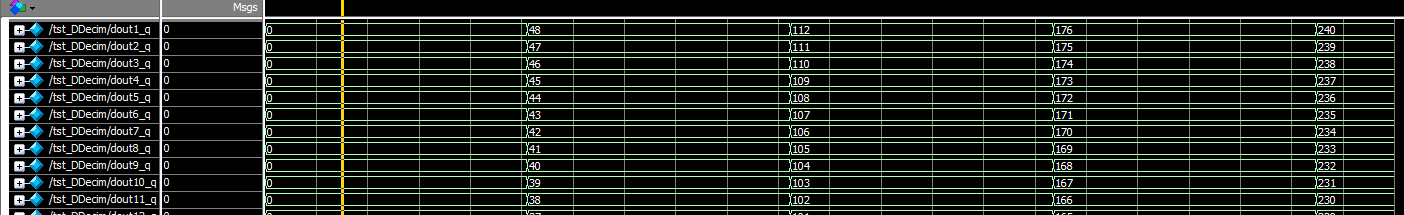 Msgs
/tst_DDecim/dout1_q 0 0 48 112 176 240
/tst_DDecim/dout2_q 0 0 47 111 175 239
/tst_DDecim/dout3_q 0 0 46 110 174 238
/tst_DDecim/dout4_q 0 0 45 109 173 237
/tst_DDecim/dout5_q 0 0 44 108 172 236
/tst_DDecim/dout6_q 0 0 43 107 171 235
/tst_DDecim/dout7_q 0 0 42 106 170 234
/tst_DDecim/dout8_q 0 0 41 105 169 233
/tst_DDecim/dout9_q 0 0 40 104 168 232
/tst_DDecim/dout10_q 0 0 39 103 167 231
/tst_DDecim/dout11_q 0 0 38 102 166 230